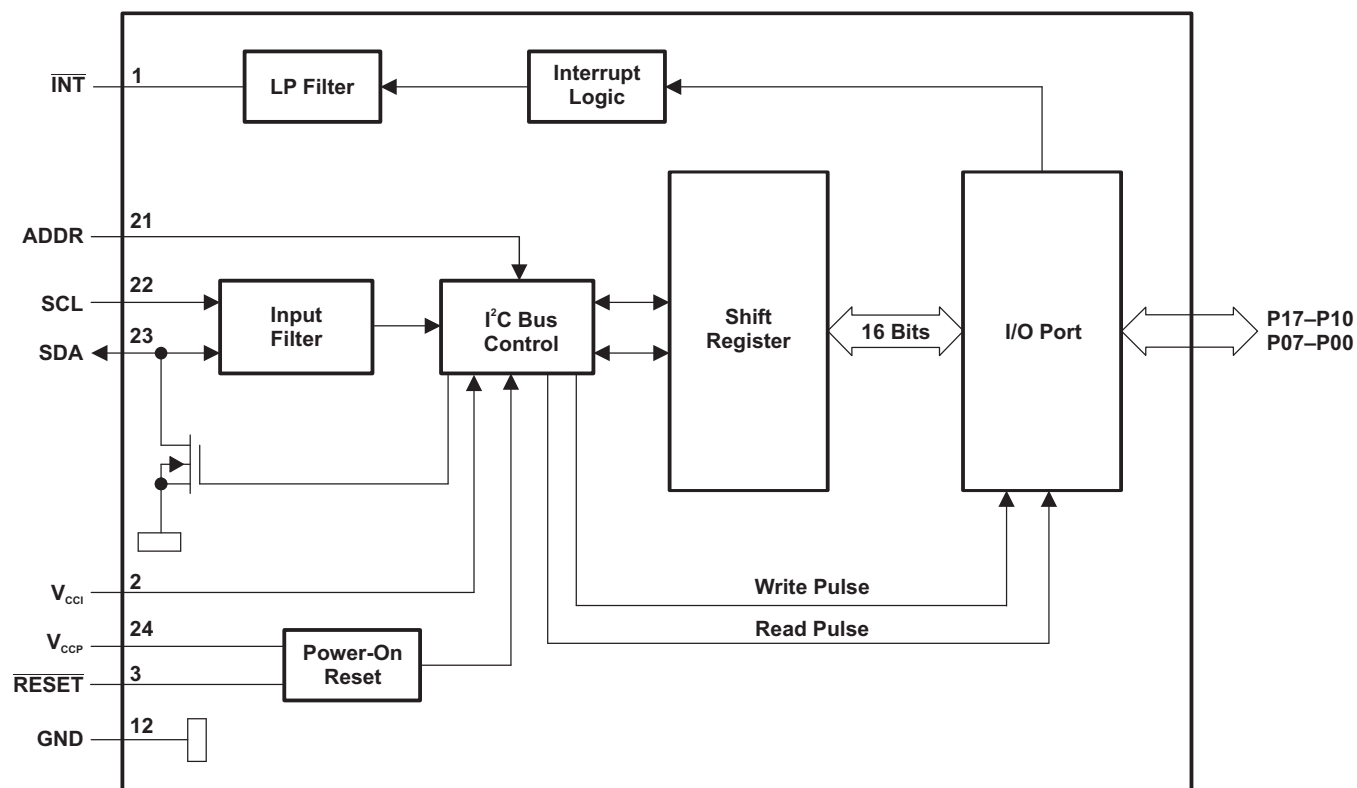 INT
1
LP Filter
Interrupt
Logic
ADDR
21
SCL
22
SDA
23
Input
Filter
I²C Bus
Control
Shift
Register
16 Bits
I/O Port
P17–P10
P07–P00
VCCI
2
Write Pulse
VCCP
24
Read Pulse
RESET
3
Power-On
Reset
GND
12